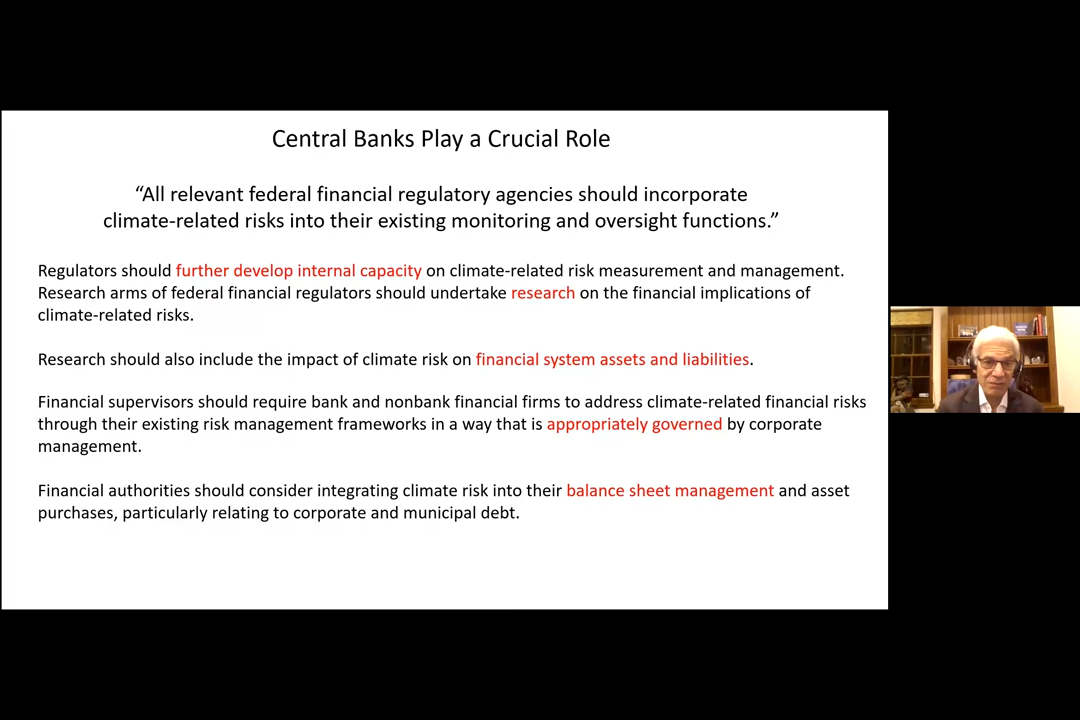 Central Banks Play a Crucial Role
“All relevant federal financial regulatory agencies should incorporate
climate-related risks into their existing monitoring and oversight functions.”
Regulators should further develop internal capacity on climate-related risk measurement and management.
Research arms of federal financial regulators should undertake research on the financial implications of
climate-related risks.
Research should also include the impact of climate risk on financial system assets and liabilities.
Financial supervisors should require bank and nonbank financial firms to address climate-related financial risks
through their existing risk management frameworks in a way that is appropriately governed by corporate
management.
Financial authorities should consider integrating climate risk into their balance sheet management and asset
purchases, particularly relating to corporate and municipal debt.